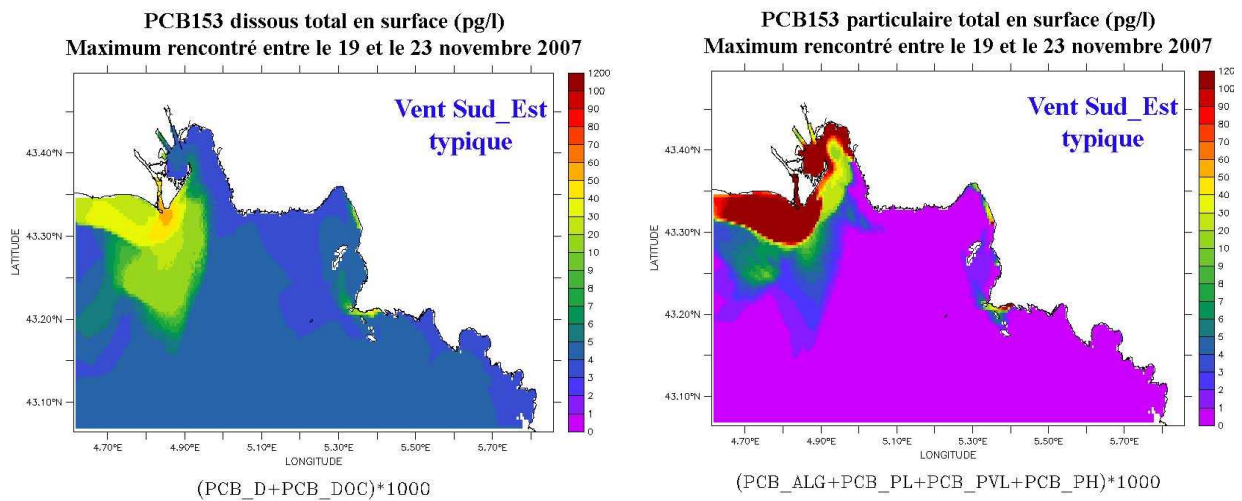 PCB153 dissous total en surface (pg/l)
Maximum rencontré entre le 19 et le 23 novembre 2007
Vent Sud_Est
typique
1200
100
90
80
70
60
50
40
30
20
10
9
8
7
6
5
4
3
2
1
0
43.40°N
43.30°N
43.20°N
43.10°N
LATITUDE
4.70°E
4.90°E
5.10°E
5.30°E
5.50°E
5.70°E
LONGITUDE
(PCB_D+PCB_DOC)*1000
PCB153 particulaire total en surface (pg/l)
Maximum rencontré entre le 19 et le 23 novembre 2007
Vent Sud_Est
typique
120
100
90
80
70
60
50
40
30
20
10
9
8
7
6
5
4
3
2
1
0
43.40°N
43.30°N
43.20°N
43.10°N
LATITUDE
4.70°E
4.90°E
5.10°E
5.30°E
5.50°E
5.70°E
LONGITUDE
(PCB_ALG+PCB_PL+PCB_PVL+PCB_PH)*1000